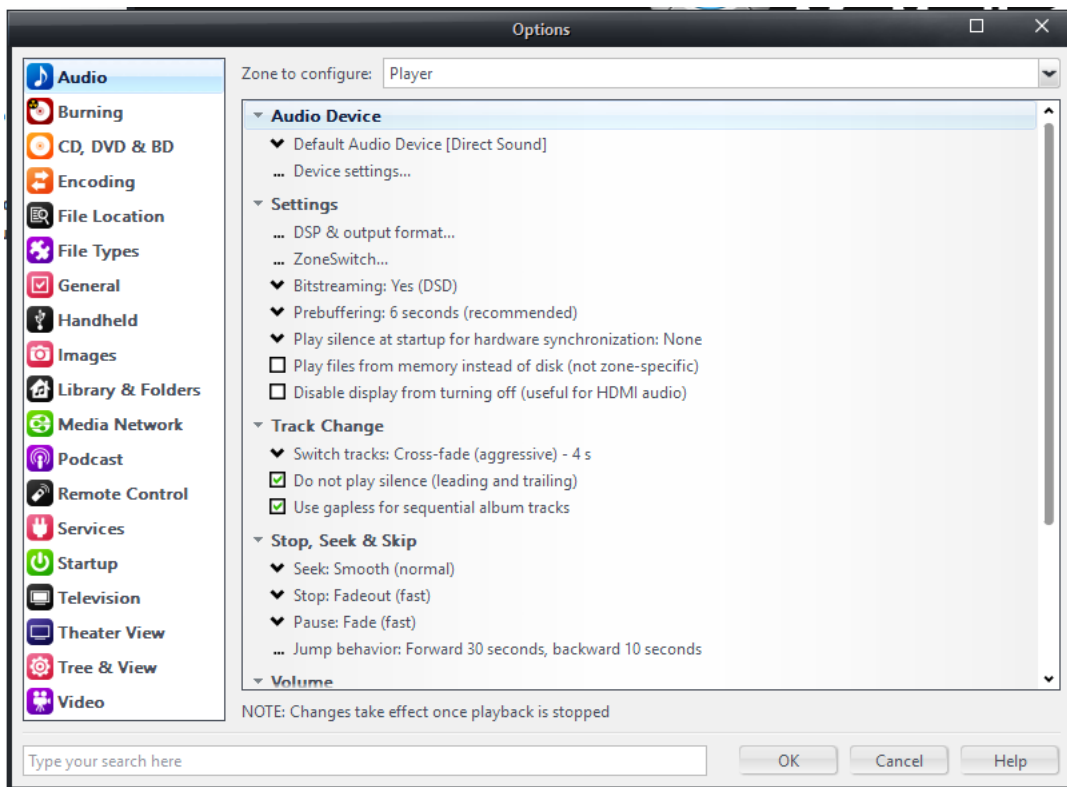 Options
Audio
Burning
CD, DVD & BD
Encoding
File Location
File Types
General
Handheld
Images
Library & Folders
Media Network
Podcast
Remote Control
Services
Startup
Television
Theater View
Tree & View
Video
Zone to configure: Player
Audio Device
Default Audio Device [Direct Sound]
... Device settings...
Settings
... DSP & output format...
... ZoneSwitch...
Bitstreaming: Yes (DSD)
Prebuffering: 6 seconds (recommended)
Play silence at startup for hardware synchronization: None
Play files from memory instead of disk (not zone-specific)
Disable display from turning off (useful for HDMI audio)
Track Change
Switch tracks: Cross-fade (aggressive) - 4 s
Do not play silence (leading and trailing)
Use gapless for sequential album tracks
Stop, Seek & Skip
Seek: Smooth (normal)
Stop: Fadeout (fast)
Pause: Fade (fast)
... Jump behavior: Forward 30 seconds, backward 10 seconds
Volume
NOTE: Changes take effect once playback is stopped
Type your search here
OK Cancel Help